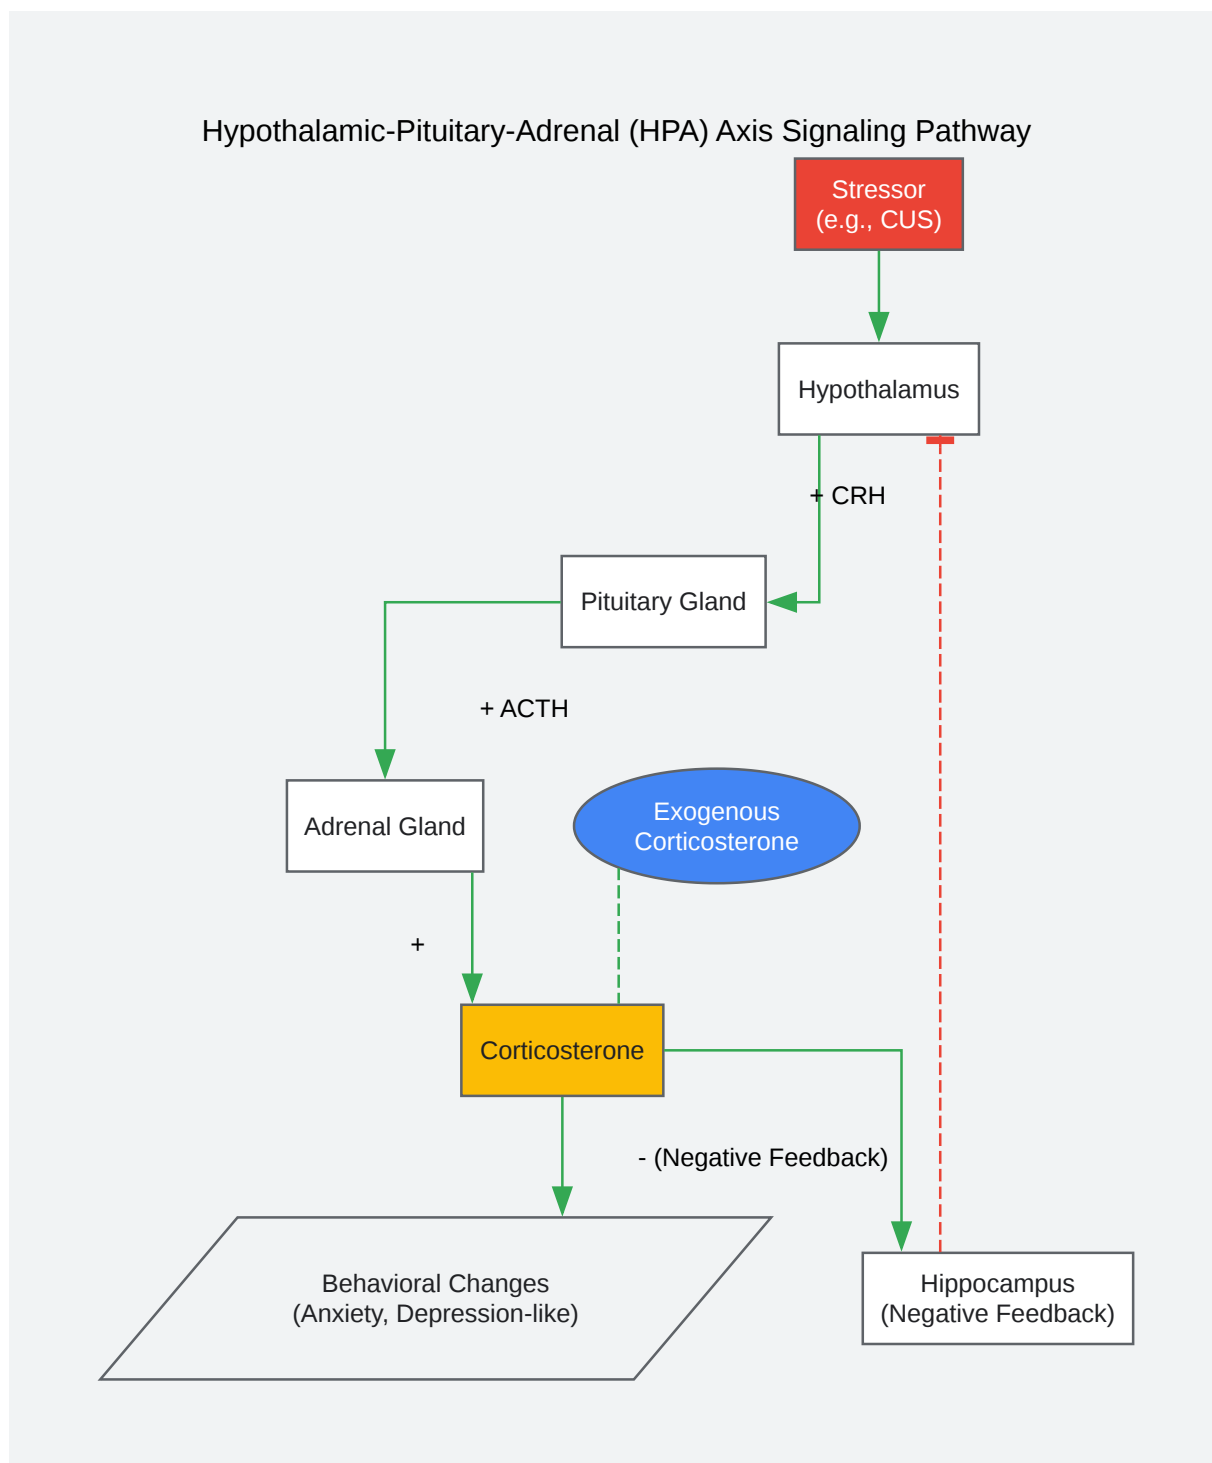 Hypothalamic-Pituitary-Adrenal (HPA) Axis Signaling Pathway
Stressor
(e.g., CUS)
Hypothalamus
+ CRH
Pituitary Gland
+ ACTH
Adrenal Gland
Exogenous
Corticosterone
+
Corticosterone
- (Negative Feedback)
Behavioral Changes
(Anxiety, Depression-like)
Hippocampus
(Negative Feedback)